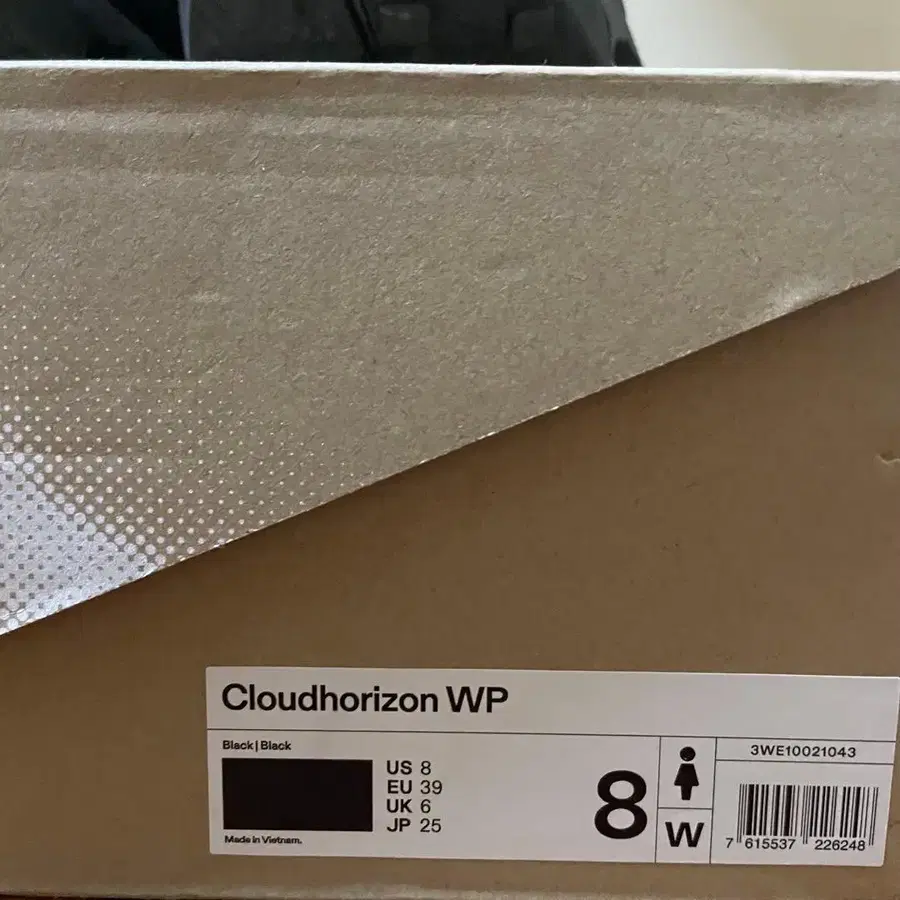 Cloudhorizon WP
Black | Black
US 8
EU 39
UK 6
JP 25
Made in Vietnam.
8
W
3WE10021043
7 615537 226248